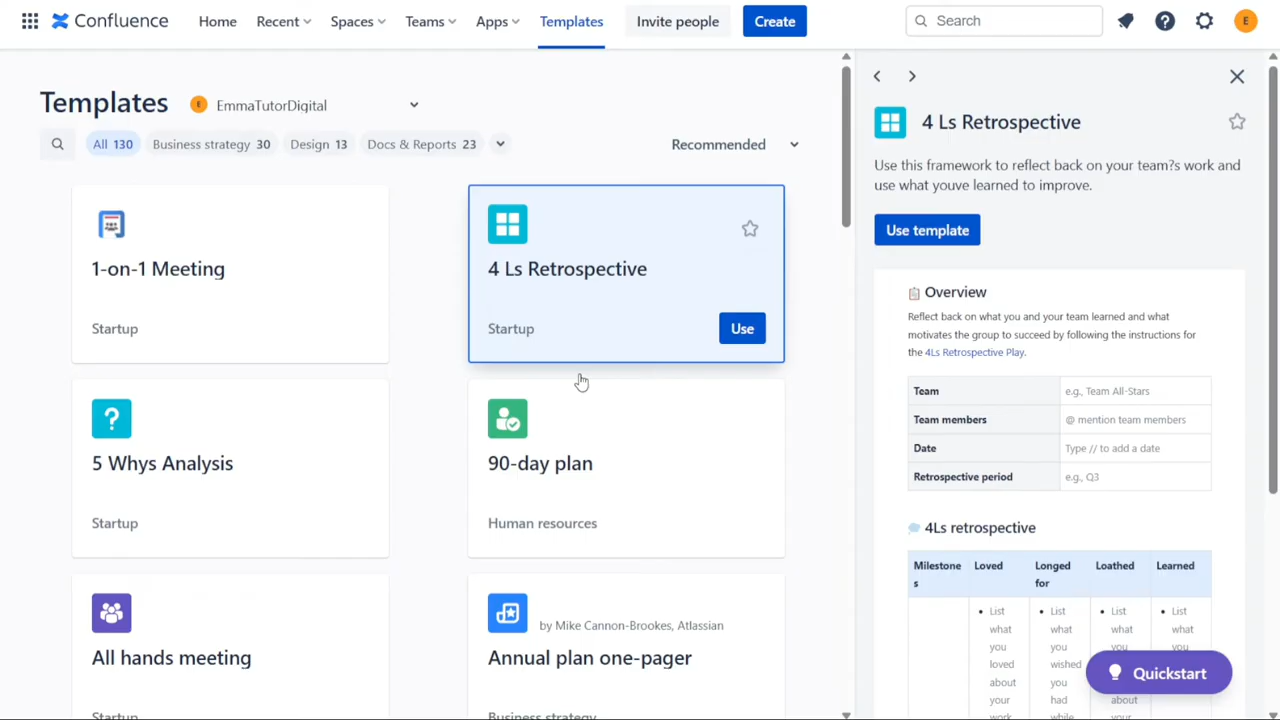 Confluence
Home
Recent
Spaces
Teams
Apps
Templates
Invite people
Create
Search
E
Templates
E
EmmaTutorDigital
All 130
Business strategy 30
Design 13
Docs & Reports 23
Recommended
1-on-1 Meeting
Startup
4 Ls Retrospective
Startup
Use
5 Whys Analysis
Startup
90-day plan
Human resources
All hands meeting
Startup
by Mike Cannon-Brookes, Atlassian
Annual plan one-pager
Business strategy
4 Ls Retrospective
Use this framework to reflect back on your team?s work and
use what youve learned to improve.
Use template
Overview
Reflect back on what you and your team learned and what
motivates the group to succeed by following the instructions for
the 4Ls Retrospective Play.
Team
e.g., Team All-Stars
Team members
@ mention team members
Date
Type // to add a date
Retrospective period
e.g., Q3
4Ls retrospective
Milestone
s
Loved
Longed
for
Loathed
Learned
• List
what
you
loved
about
your
work
• List
what
you
wished
you
had
while
• List
what
you
about
your
• List
what
you
Quickstart